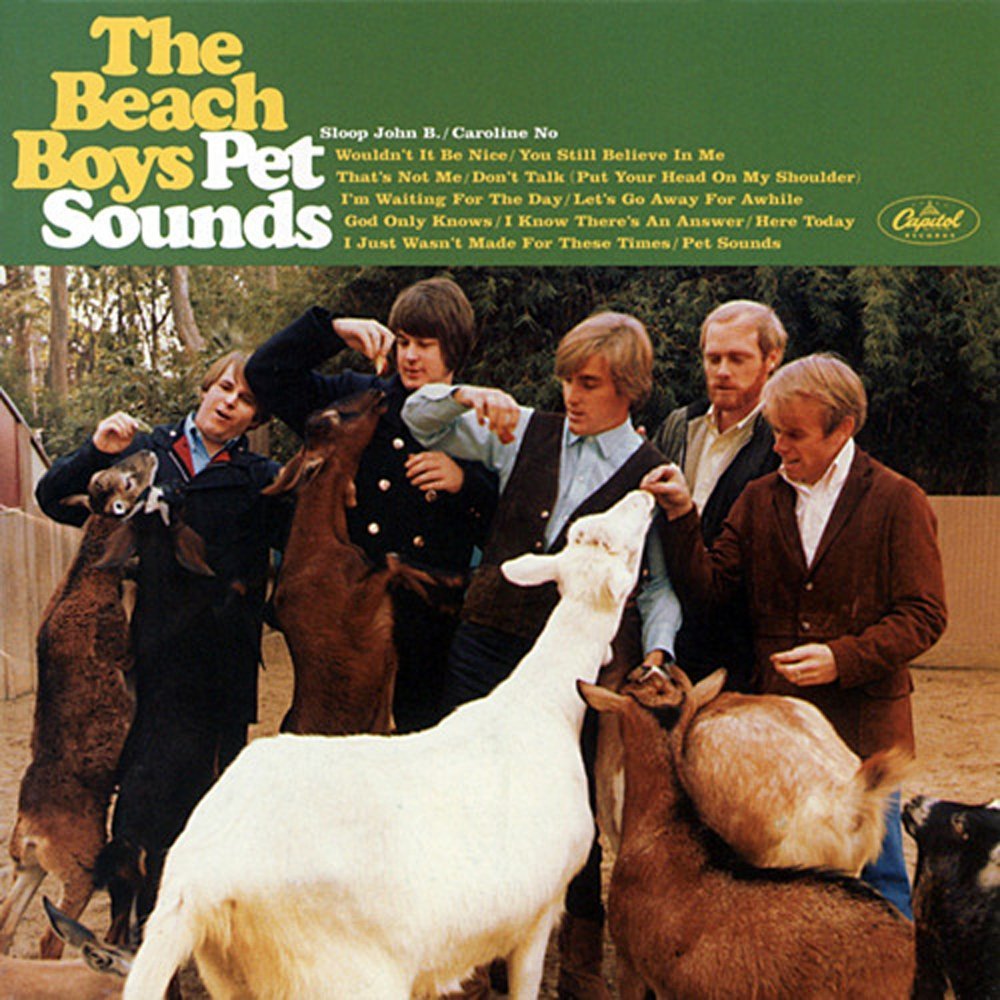 The
Beach
Boys Pet
Sounds
Sloop John B./Caroline No
Wouldn't It Be Nice/You Still Believe In Me
That's Not Me/Don't Talk (Put Your Head On My Shoulder)
I'm Waiting For The Day/Let's Go Away For Awhile
God Only Knows/I Know There's An Answer/Here Today
I Just Wasn't Made For These Times/Pet Sounds
Capitol
RECORDS